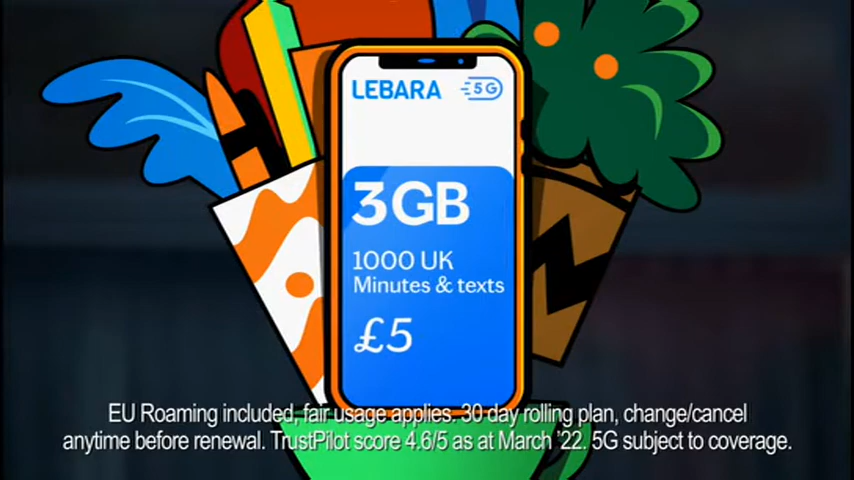 LEBARA 5G
3GB
1000 UK
Minutes & texts
£5
EU Roaming included, fair usage applies. 30 day rolling plan, change/cancel
anytime before renewal. TrustPilot score 4.6/5 as at March '22. 5G subject to coverage.